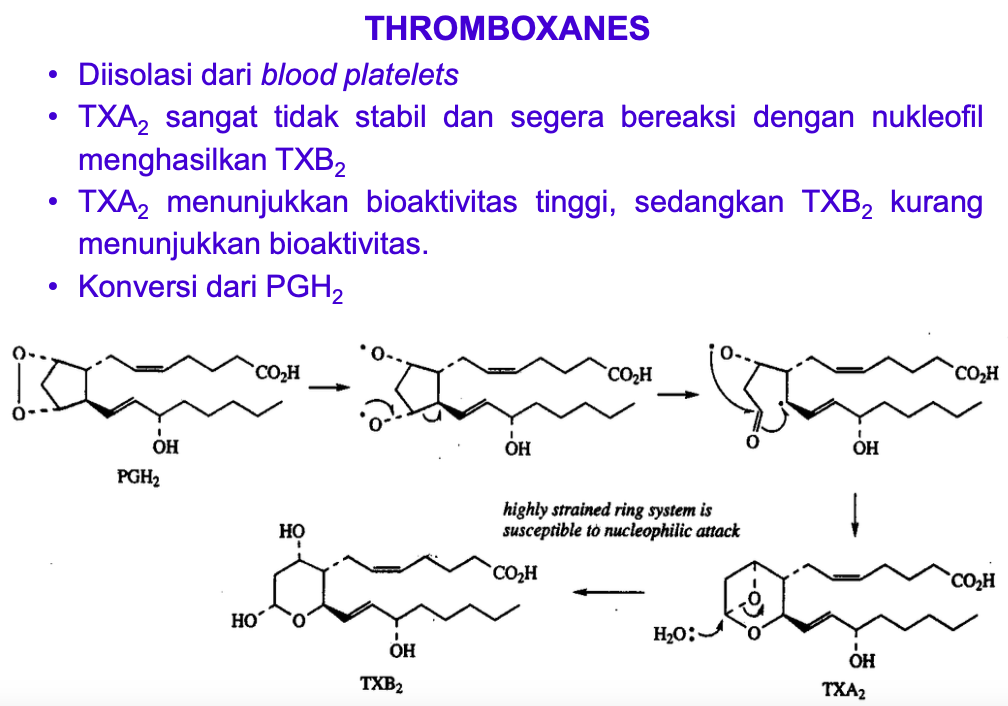 THROMBOXANES
• Diisolasi dari blood platelets
• TXA₂ sangat tidak stabil dan segera bereaksi dengan nukleofil
menghasilkan TXB₂
• TXA₂ menunjukkan bioaktivitas tinggi, sedangkan TXB₂ kurang
menunjukkan bioaktivitas.
• Konversi dari PGH₂
O
O
CO₂H
OH
PGH₂
•O
•O
CO₂H
OH
•O
O
CO₂H
OH
highly strained ring system is
susceptible to nucleophilic attack
HO
HO
O
CO₂H
OH
TXB₂
H₂O:
O
O
CO₂H
OH
TXA₂